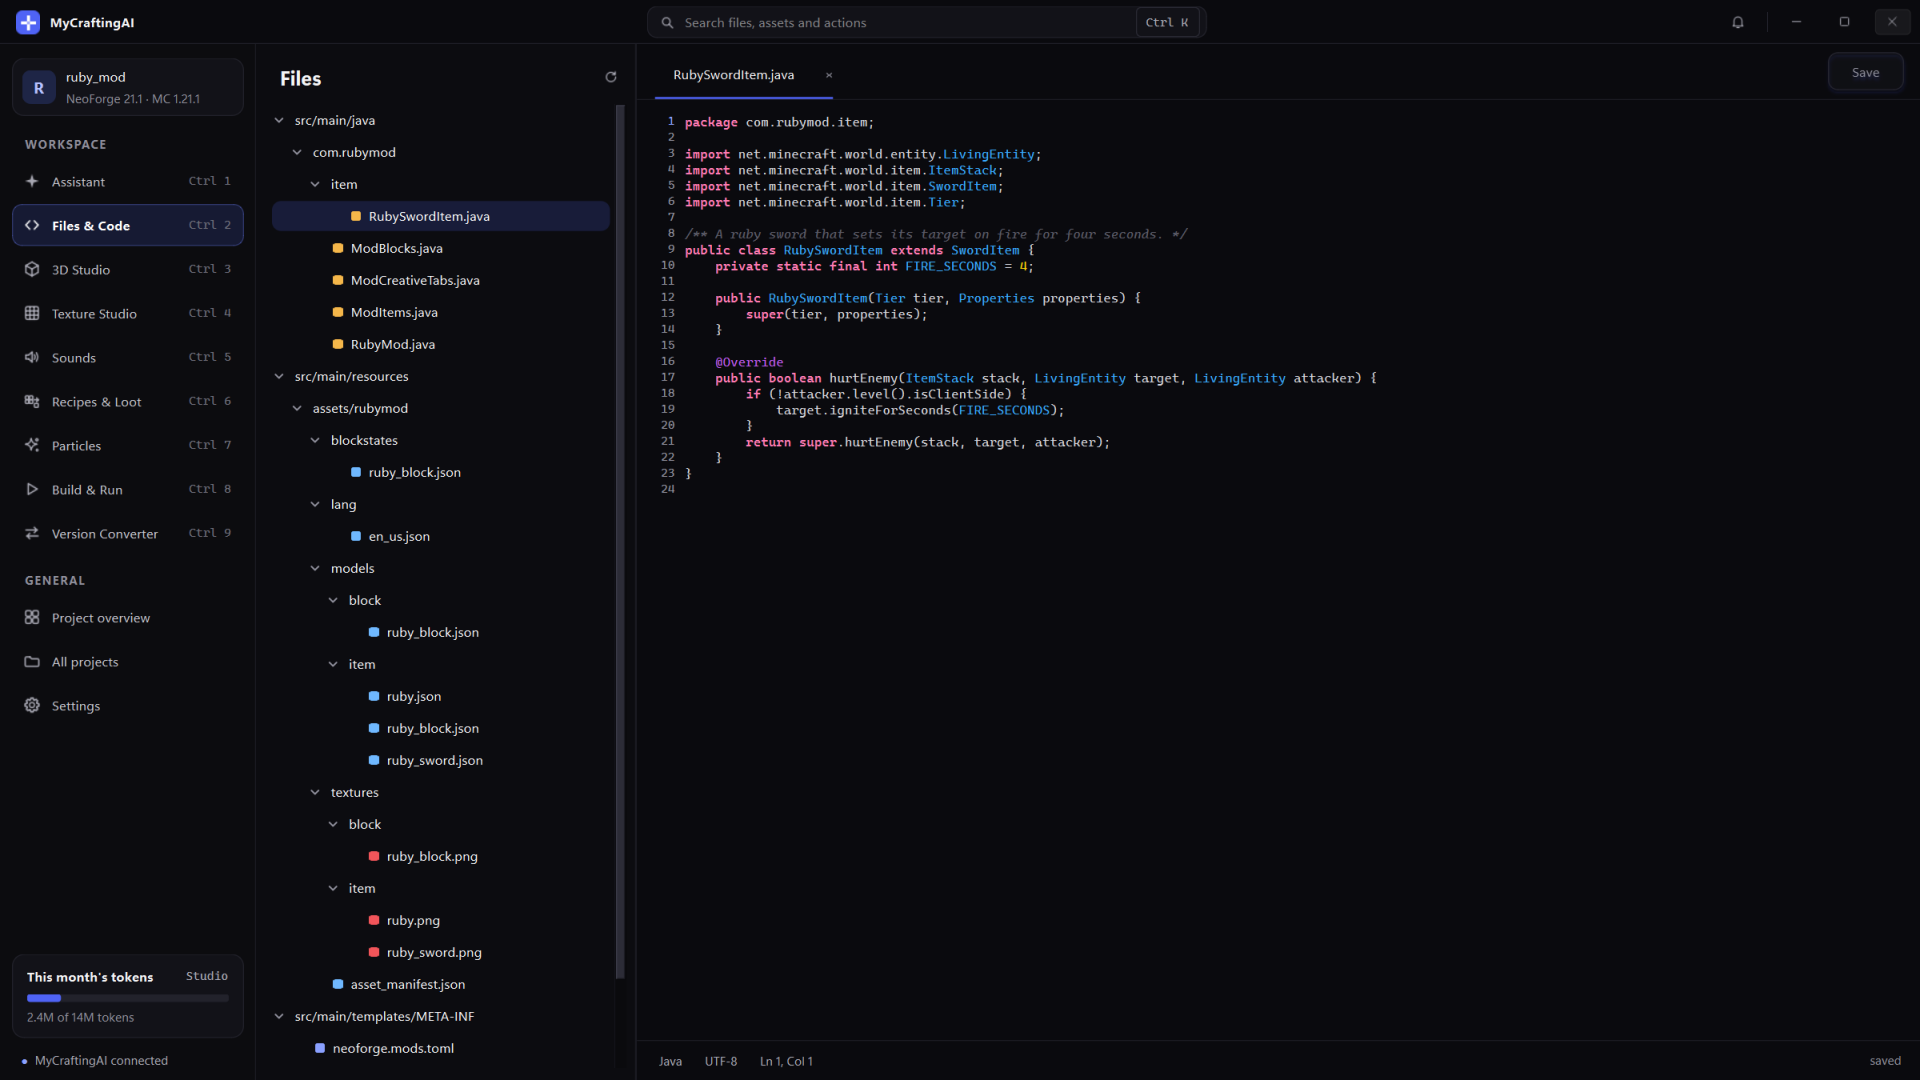 MyCraftingAI
Search files, assets and actions
Ctrl K
R
ruby_mod
NeoForge 21.1 · MC 1.21.1
WORKSPACE
Assistant Ctrl 1
Files & Code Ctrl 2
3D Studio Ctrl 3
Texture Studio Ctrl 4
Sounds Ctrl 5
Recipes & Loot Ctrl 6
Particles Ctrl 7
Build & Run Ctrl 8
Version Converter Ctrl 9
GENERAL
Project overview
All projects
Settings
This month's tokens Studio
2.4M of 14M tokens
MyCraftingAI connected
Files
src/main/java
com.rubymod
item
RubySwordItem.java
ModBlocks.java
ModCreativeTabs.java
ModItems.java
RubyMod.java
src/main/resources
assets/rubymod
blockstates
ruby_block.json
lang
en_us.json
models
block
ruby_block.json
item
ruby.json
ruby_block.json
ruby_sword.json
textures
block
ruby_block.png
item
ruby.png
ruby_sword.png
asset_manifest.json
src/main/templates/META-INF
neoforge.mods.toml
RubySwordItem.java ×
Save
1 package com.rubymod.item;
2
3 import net.minecraft.world.entity.LivingEntity;
4 import net.minecraft.world.item.ItemStack;
5 import net.minecraft.world.item.SwordItem;
6 import net.minecraft.world.item.Tier;
7
8 /** A ruby sword that sets its target on fire for four seconds. */
9 public class RubySwordItem extends SwordItem {
10     private static final int FIRE_SECONDS = 4;
11
12     public RubySwordItem(Tier tier, Properties properties) {
13         super(tier, properties);
14     }
15
16     @Override
17     public boolean hurtEnemy(ItemStack stack, LivingEntity target, LivingEntity attacker) {
18         if (!attacker.level().isClientSide) {
19             target.igniteForSeconds(FIRE_SECONDS);
20         }
21         return super.hurtEnemy(stack, target, attacker);
22     }
23 }
24
Java UTF-8 Ln 1, Col 1
saved